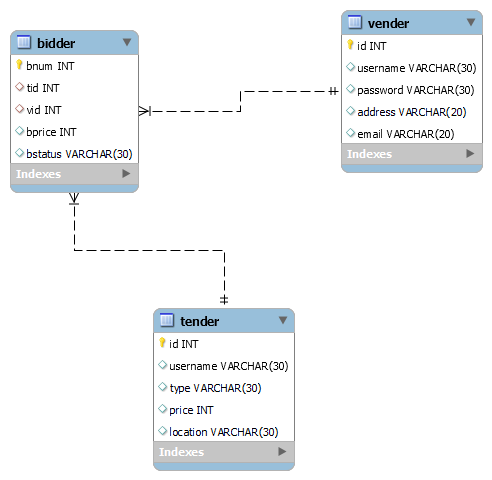 bidder
bnum INT
tid INT
vid INT
bprice INT
bstatus VARCHAR(30)
Indexes
vender
id INT
username VARCHAR(30)
password VARCHAR(30)
address VARCHAR(20)
email VARCHAR(20)
Indexes
tender
id INT
username VARCHAR(30)
type VARCHAR(30)
price INT
location VARCHAR(30)
Indexes